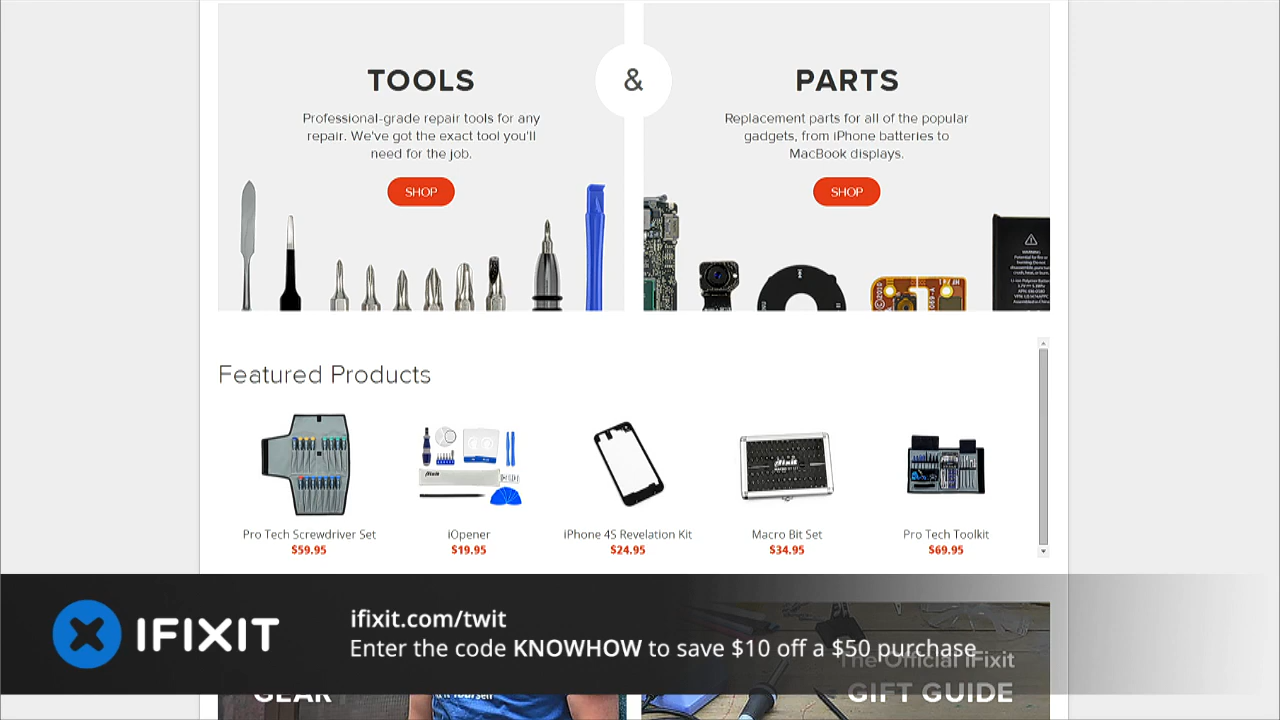 TOOLS
&
PARTS
Professional-grade repair tools for any
repair. We've got the exact tool you'll
need for the job.
Replacement parts for all of the popular
gadgets, from iPhone batteries to
MacBook displays.
SHOP
SHOP
WARNING
Featured Products
Pro Tech Screwdriver Set
$59.95
iOpener
$19.95
iPhone 4S Revelation Kit
$24.95
Macro Bit Set
$34.95
Pro Tech Toolkit
$69.95
IFIXIT
ifixit.com/twit
Enter the code KNOWHOW to save $10 off a $50 purchase
The Official iFixit
GIFT GUIDE
GEAR